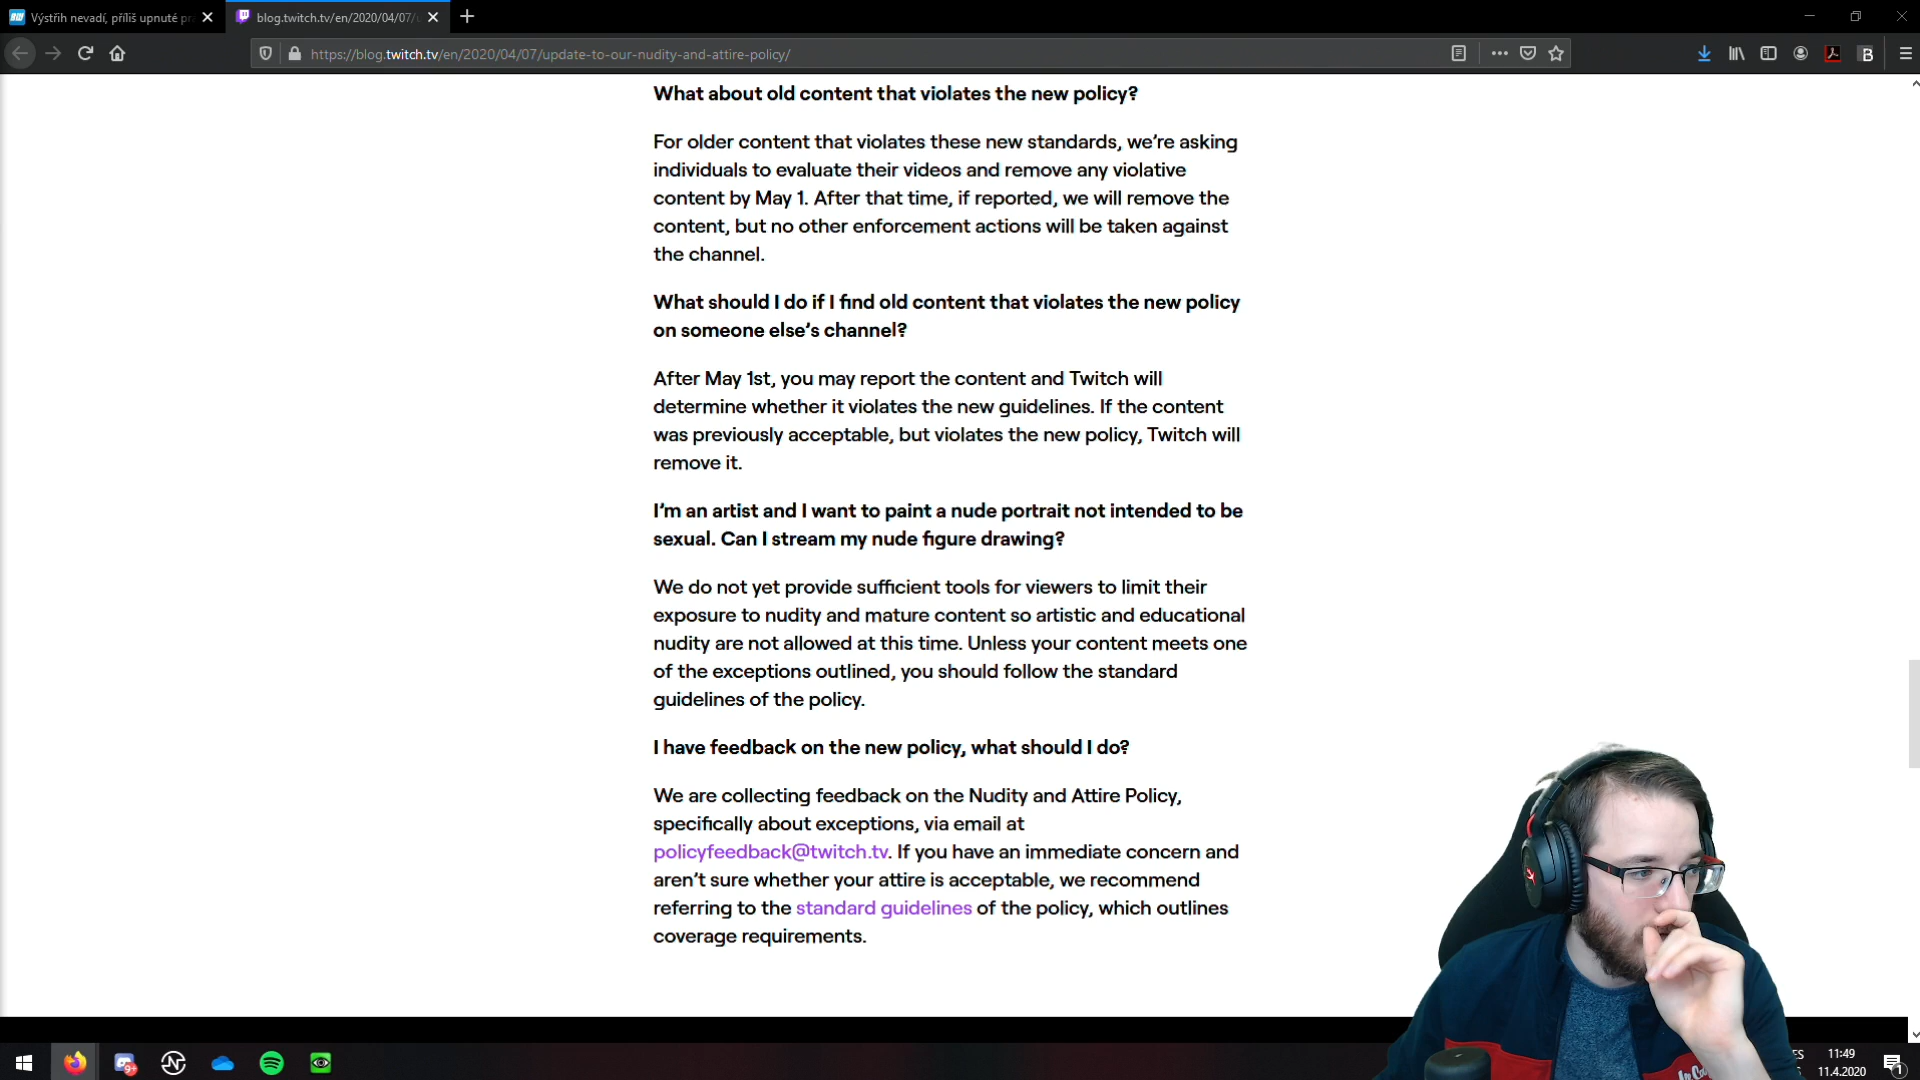 Výstřih nevadí, příliš upnuté
blog.twitch.tv/en/2020/04/07/
https://blog.twitch.tv/en/2020/04/07/update-to-our-nudity-and-attire-policy/
What about old content that violates the new policy?
For older content that violates these new standards, we’re asking
individuals to evaluate their videos and remove any violative
content by May 1. After that time, if reported, we will remove the
content, but no other enforcement actions will be taken against
the channel.
What should I do if I find old content that violates the new policy
on someone else’s channel?
After May 1st, you may report the content and Twitch will
determine whether it violates the new guidelines. If the content
was previously acceptable, but violates the new policy, Twitch will
remove it.
I’m an artist and I want to paint a nude portrait not intended to be
sexual. Can I stream my nude figure drawing?
We do not yet provide sufficient tools for viewers to limit their
exposure to nudity and mature content so artistic and educational
nudity are not allowed at this time. Unless your content meets one
of the exceptions outlined, you should follow the standard
guidelines of the policy.
I have feedback on the new policy, what should I do?
We are collecting feedback on the Nudity and Attire Policy,
specifically about exceptions, via email at
policyfeedback@twitch.tv. If you have an immediate concern and
aren’t sure whether your attire is acceptable, we recommend
referring to the standard guidelines of the policy, which outlines
coverage requirements.
9+
11:49
11.4.2020
1